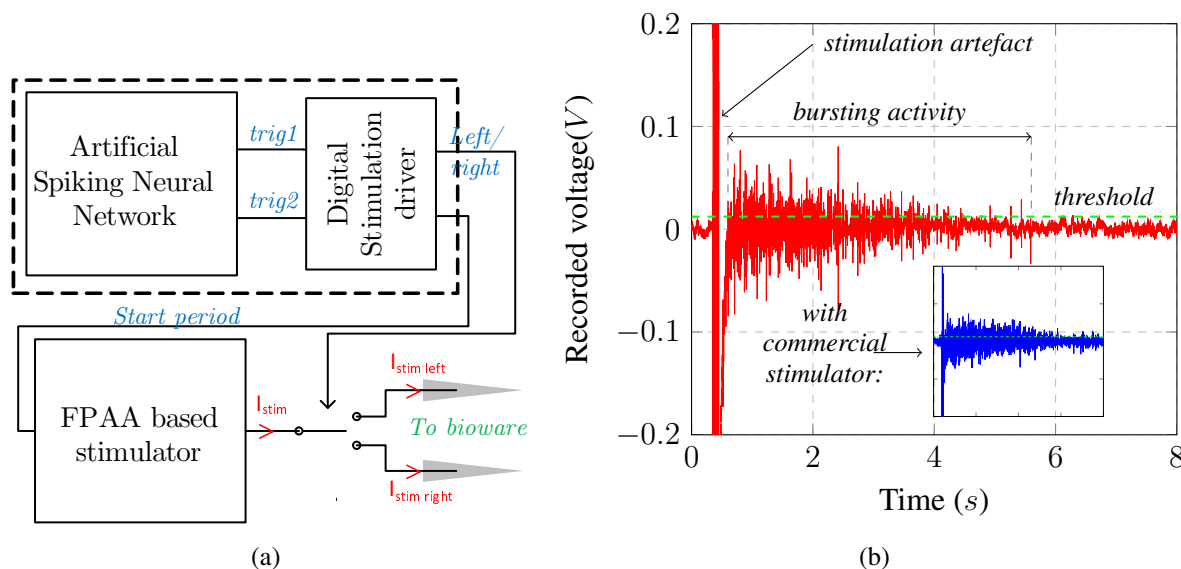 Artificial
Spiking Neural
Network
trig1
trig2
Digital
Stimulation
driver
Left/
right
Start period
FPAA based
stimulator
Istim
Istim left
To bioware
Istim right
(a)
Recorded voltage(V)
0.2
0.1
0
−0.1
−0.2
0
2
4
6
8
Time (s)
stimulation artefact
bursting activity
threshold
with
commercial
stimulator:
(b)